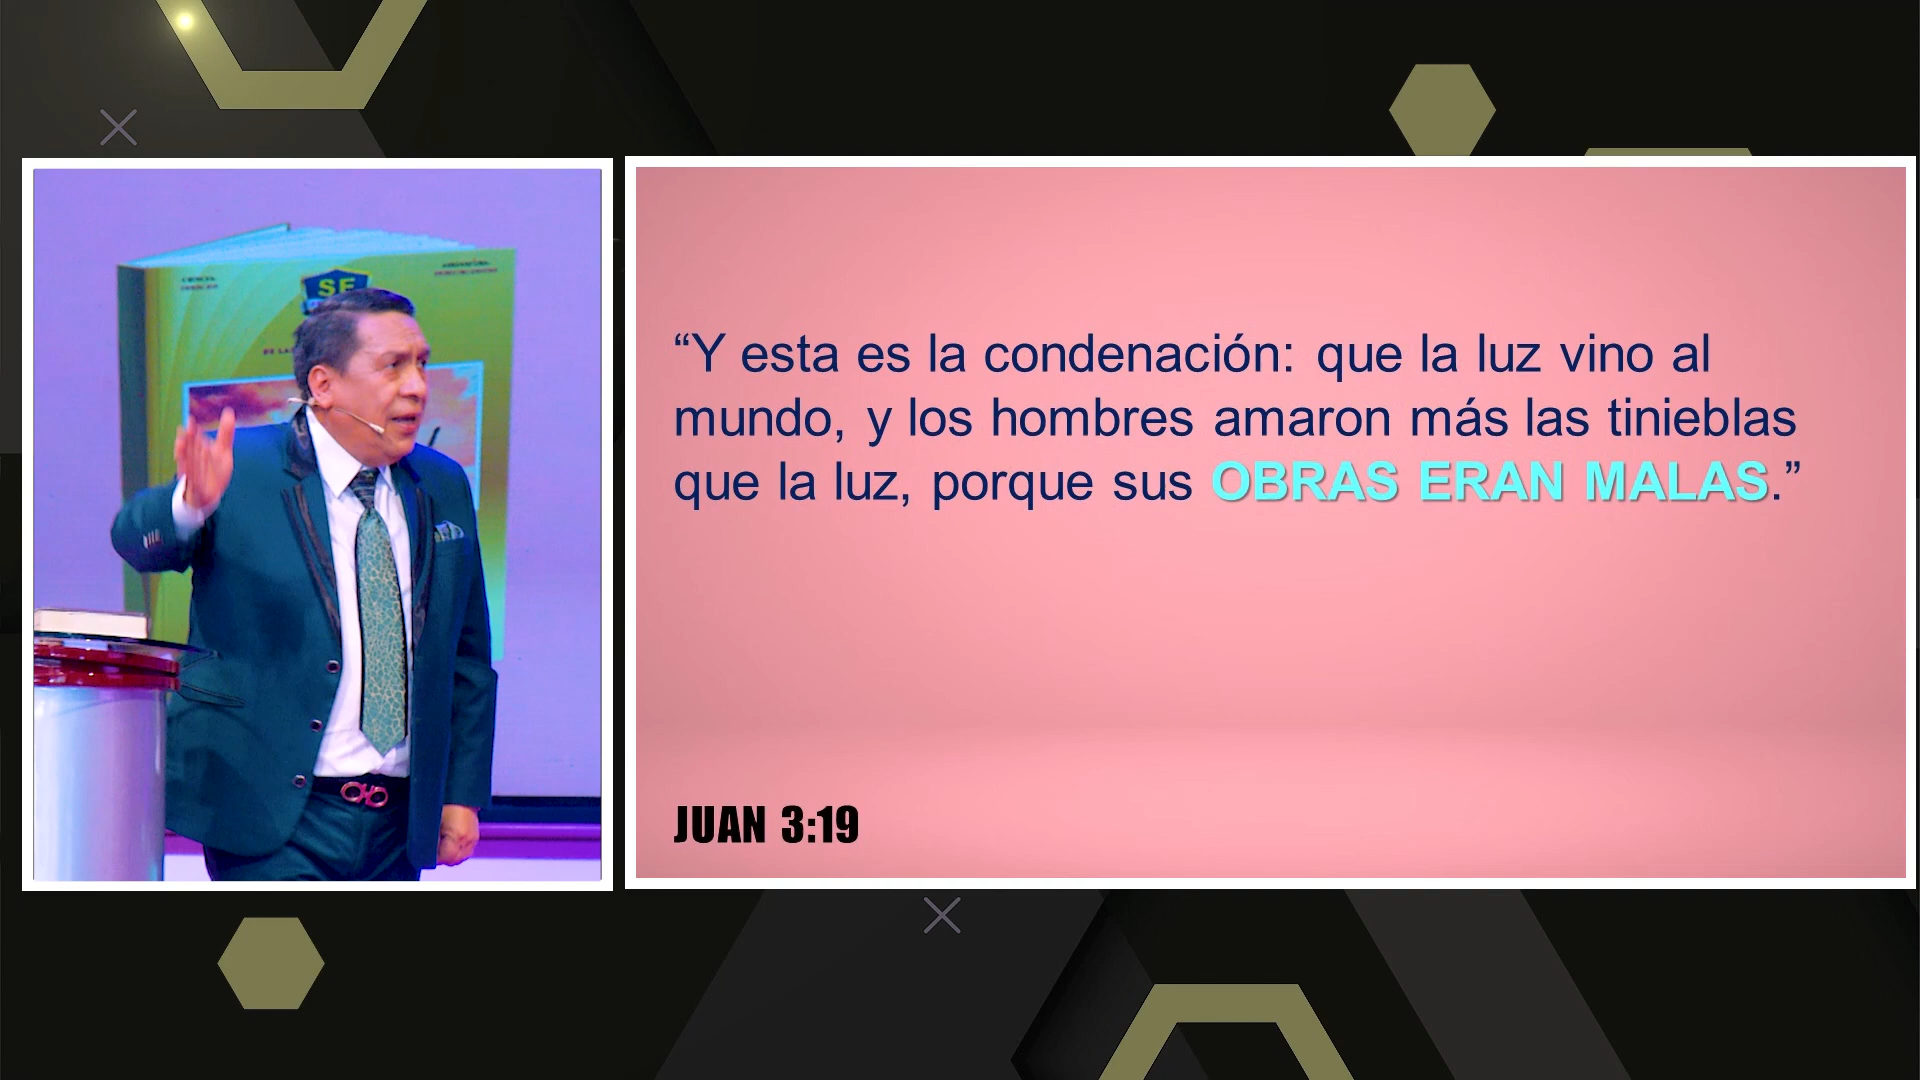 SE
“Y esta es la condenación: que la luz vino al
mundo, y los hombres amaron más las tinieblas
que la luz, porque sus OBRAS ERAN MALAS.”
JUAN 3:19